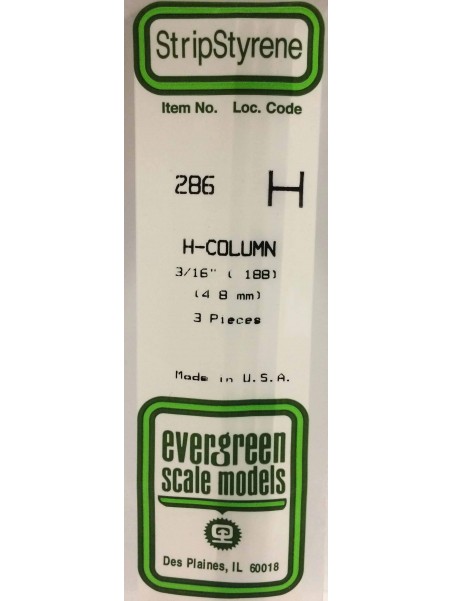 StripStyrene
Item No. Loc. Code
286 H
H-COLUMN
3/16" ( 188)
(4 8 mm)
3 Pieces
Made in U.S.A.
evergreen
scale models
Des Plaines, IL 60018